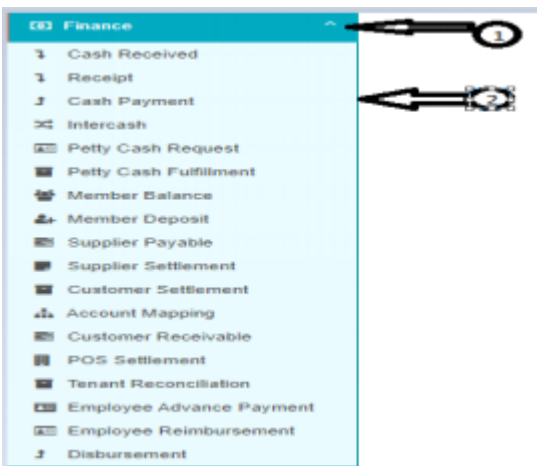 Finance
1
Cash Received
Receipt
Cash Payment
2
Intercash
Petty Cash Request
Petty Cash Fulfillment
Member Balance
Member Deposit
Supplier Payable
Supplier Settlement
Customer Settlement
Account Mapping
Customer Receivable
POS Settlement
Tenant Reconciliation
Employee Advance Payment
Employee Reimbursement
Disbursement